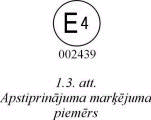 E4
002439
1.3. att.
Apstiprinājuma marķējuma
piemērs